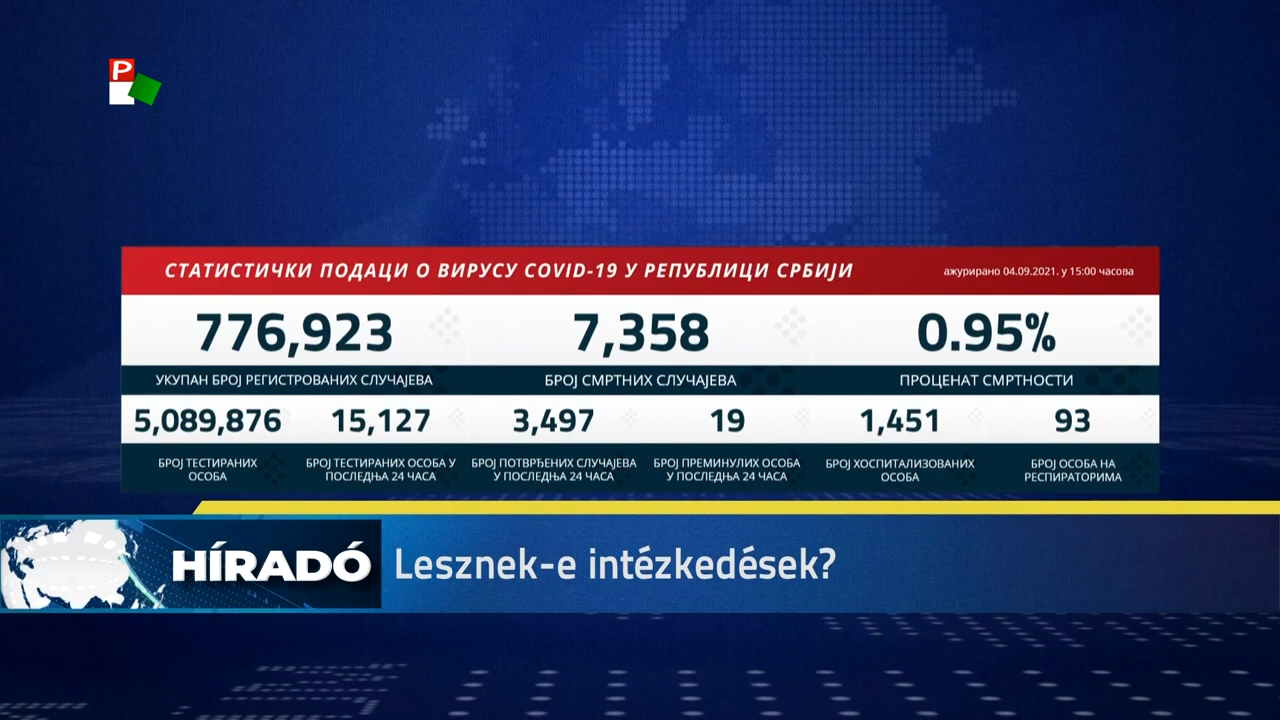 P
СТАТИСТИЧКИ ПОДАЦИ О ВИРУСУ COVID-19 У РЕПУБЛИЦИ СРБИЈИ
ажурирано 04.09.2021. у 15:00 часова
776,923
7,358
0.95%
УКУПАН БРОЈ РЕГИСТРОВАНИХ СЛУЧАЈЕВА
БРОЈ СМРТНИХ СЛУЧАЈЕВА
ПРОЦЕНАТ СМРТНОСТИ
5,089,876
15,127
3,497
19
1,451
93
БРОЈ ТЕСТИРАНИХ
ОСОБА
БРОЈ ТЕСТИРАНИХ ОСОБА У
ПОСЛЕДЊА 24 ЧАСА
БРОЈ ПОТВРЂЕНИХ СЛУЧАЈЕВА
У ПОСЛЕДЊА 24 ЧАСА
БРОЈ ПРЕМИНУЛИХ ОСОБА
У ПОСЛЕДЊА 24 ЧАСА
БРОЈ ХОСПИТАЛИЗОВАНИХ
ОСОБА
БРОЈ ОСОБА НА
РЕСПИРАТОРИМА
HÍRADÓ
Lesznek-e intézkedések?